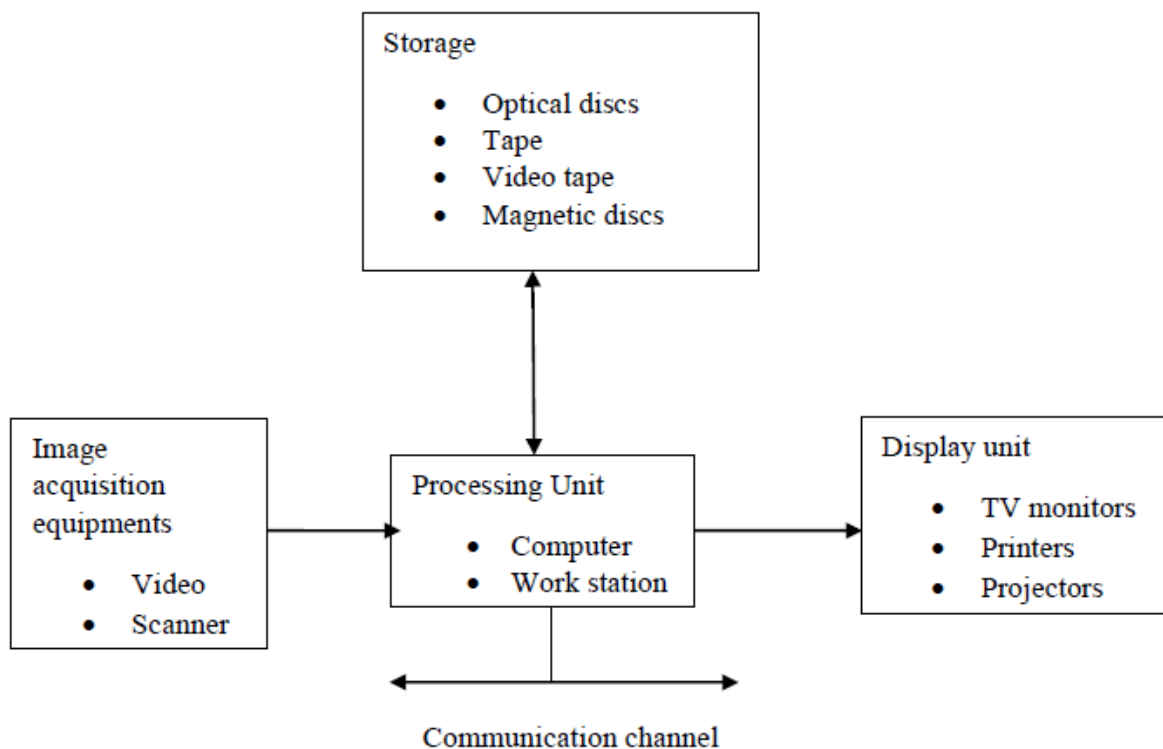 Storage
• Optical discs
• Tape
• Video tape
• Magnetic discs
Image
acquisition
equipments
• Video
• Scanner
Processing Unit
• Computer
• Work station
Display unit
• TV monitors
• Printers
• Projectors
Communication channel